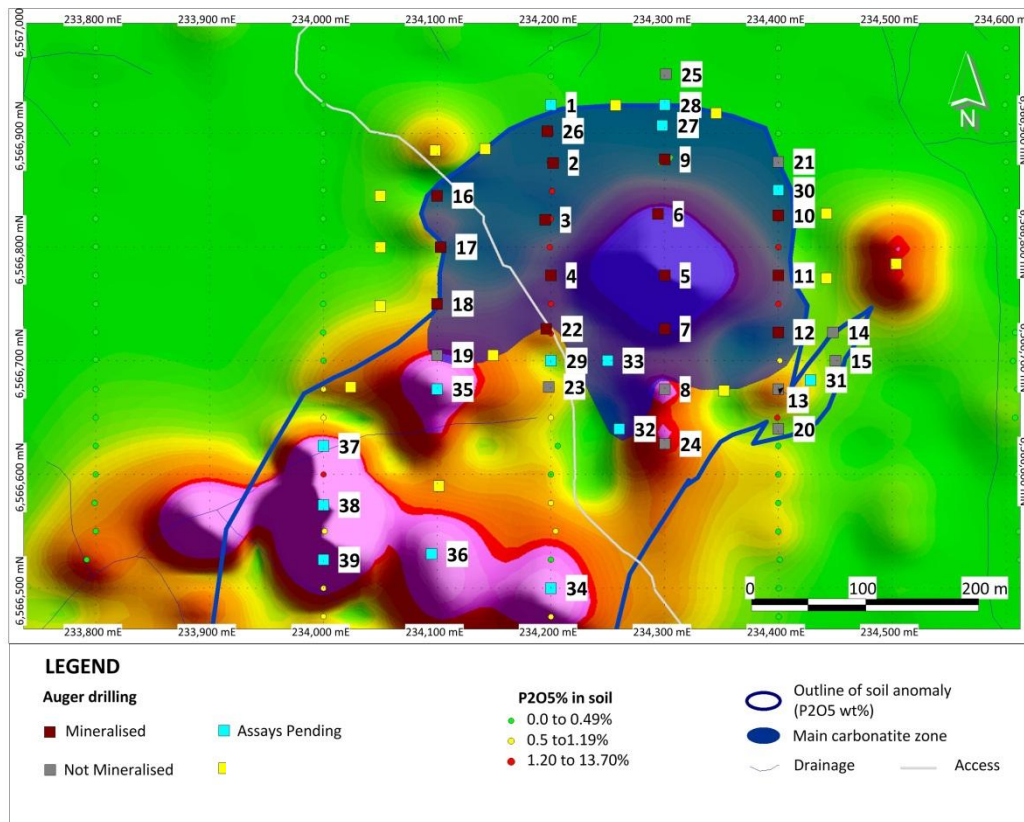 233,800 mE 233,900 mE 234,000 mE 234,100 mE 234,200 mE 234,300 mE 234,400 mE 234,500 mE 234,600 m
6,567,000
6,566,900 mN
6,566,800 mN
6,566,700 mN
6,566,600 mN
6,566,500 mN
25
1
28
26
27
2
9
21
16
30
3
6
10
17
4
5
11
18
22
7
12
14
19
29
33
15
35
23
8
31
13
32
20
37
24
38
36
39
34
N
0 100 200 m
233,800 mE 233,900 mE 234,000 mE 234,100 mE 234,200 mE 234,300 mE 234,400 mE 234,500 mE
LEGEND
Auger drilling
Mineralised
Assays Pending
Not Mineralised
P2O5% in soil
0.0 to 0.49%
0.5 to1.19%
1.20 to 13.70%
Outline of soil anomaly
(P2O5 wt%)
Main carbonatite zone
Drainage
Access